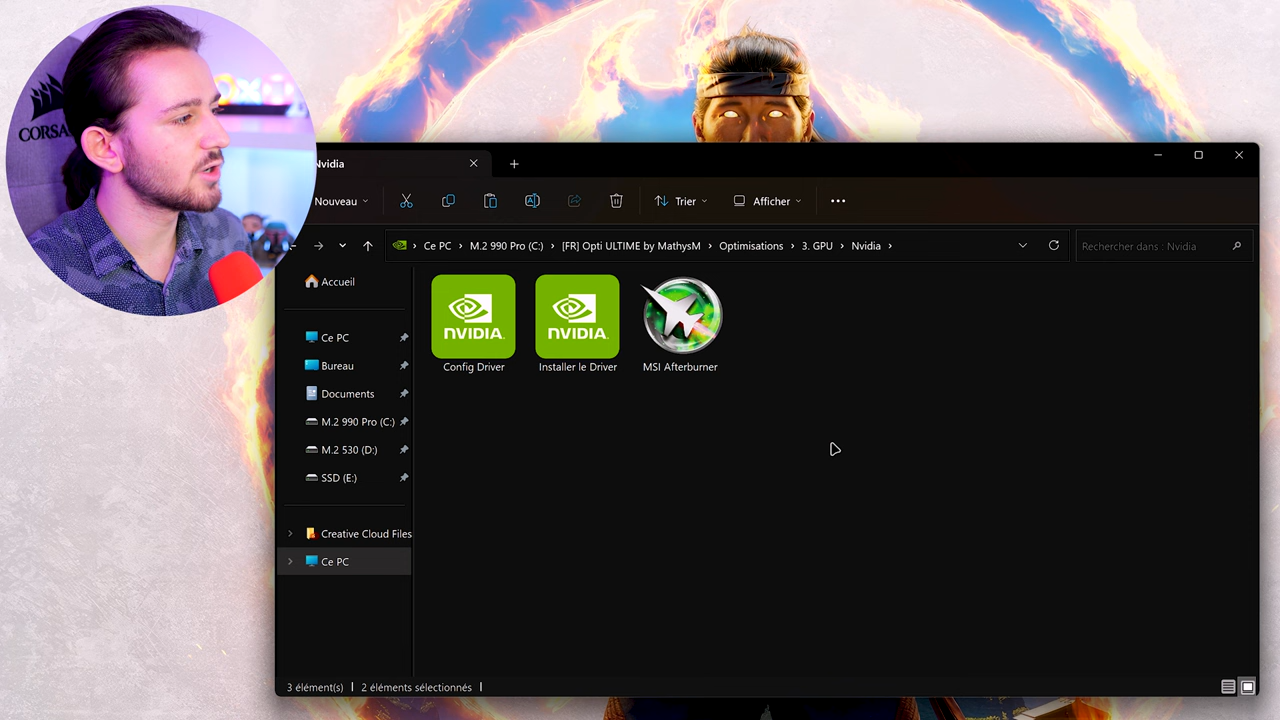 CORSA
Nvidia
Nouveau
Trier
Afficher
Ce PC
M.2 990 Pro (C:)
[FR] Opti ULTIME by MathysM
Optimisations
3. GPU
Nvidia
Rechercher dans : Nvidia
Accueil
Ce PC
Bureau
Documents
M.2 990 Pro (C:)
M.2 530 (D:)
SSD (E:)
Creative Cloud Files
Ce PC
NVIDIA.
NVIDIA.
Config Driver
Installer le Driver
MSI Afterburner
3 élément(s)
2 éléments sélectionnés